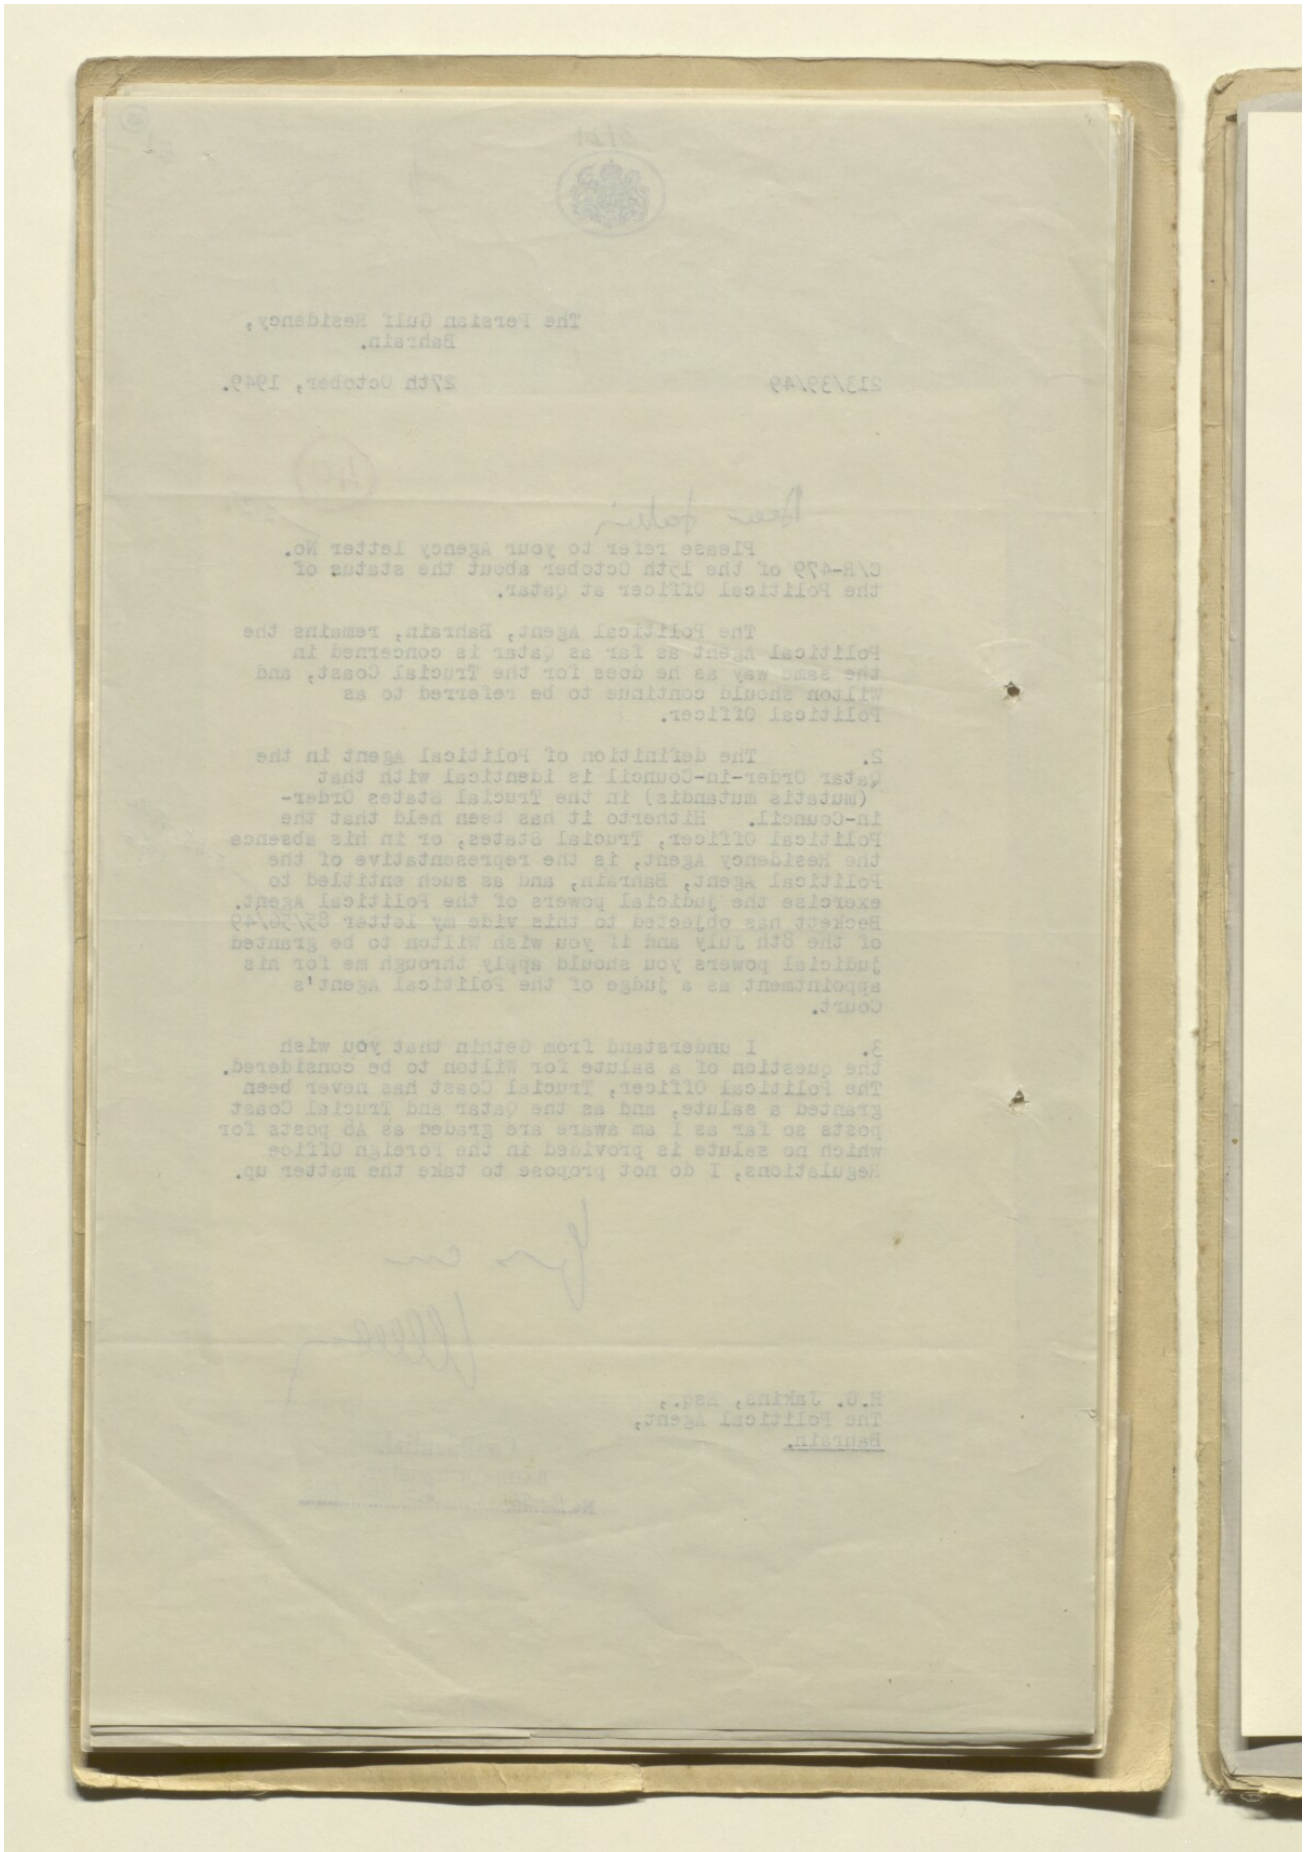 The Persian Gulf Residency,
Bahrain.
213/39/49 27th October, 1949.
40
Dear Jakins
Please refer to your Agency letter No.
C/R-479 of the 15th October about the status of
the Political Officer at Qatar.
The Political Agent, Bahrain, remains the
Political Agent as far as Qatar is concerned in
the same way as he does for the Trucial Coast, and
Wilton should continue to be referred to as
Political Officer.
2. The definition of Political Agent in the
Qatar Order-in-Council is identical with that
(mutatis mutandis) in the Trucial States Order-
in-Council. Hitherto it has been held that the
Political Officer, Trucial States, or in his absence
the Residency Agent, is the representative of the
Political Agent, Bahrain, and as such entitled to
exercise the judicial powers of the Political Agent.
Beckett has objected to this vide my letter
of the 8th July and if you wish Wilton to be granted
judicial powers you should apply through me for his
appointment as a judge of the Political Agent's
Court.
3. I understand from Gethin that you wish
the question of a salute for Wilton to be considered.
The Political Officer, Trucial Coast has never been
granted a salute, and as the Qatar and Trucial Coast
posts so far as I am aware are graded as A6 posts for
which no salute is provided in the Foreign Office
Regulations, I do not propose to take the matter up.
Yours ever
H.G. Jakins, Esq.,
The Political Agent,
Bahrain.
Confidential